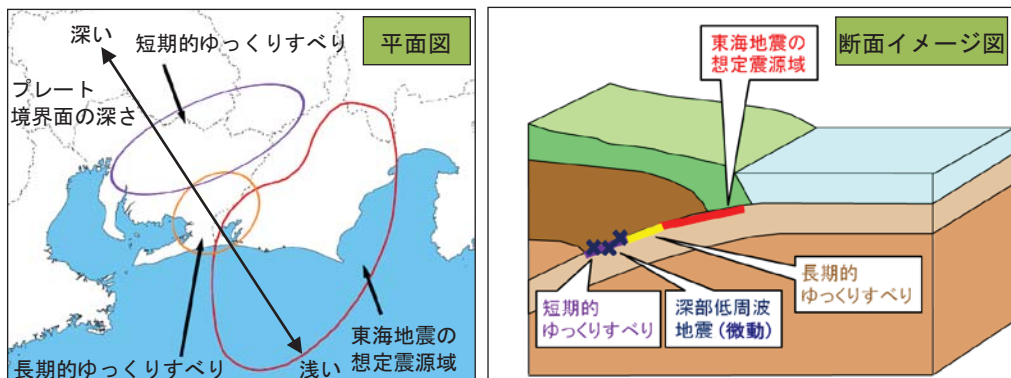 深い
短期的ゆっくりすべり
平面図
プレート
境界面の深さ
長期的ゆっくりすべり
浅い
東海地震の
想定震源域
断面イメージ図
東海地震の
想定震源域
短期的
ゆっくりすべり
深部低周波
地震(微動)
長期的
ゆっくりすべり